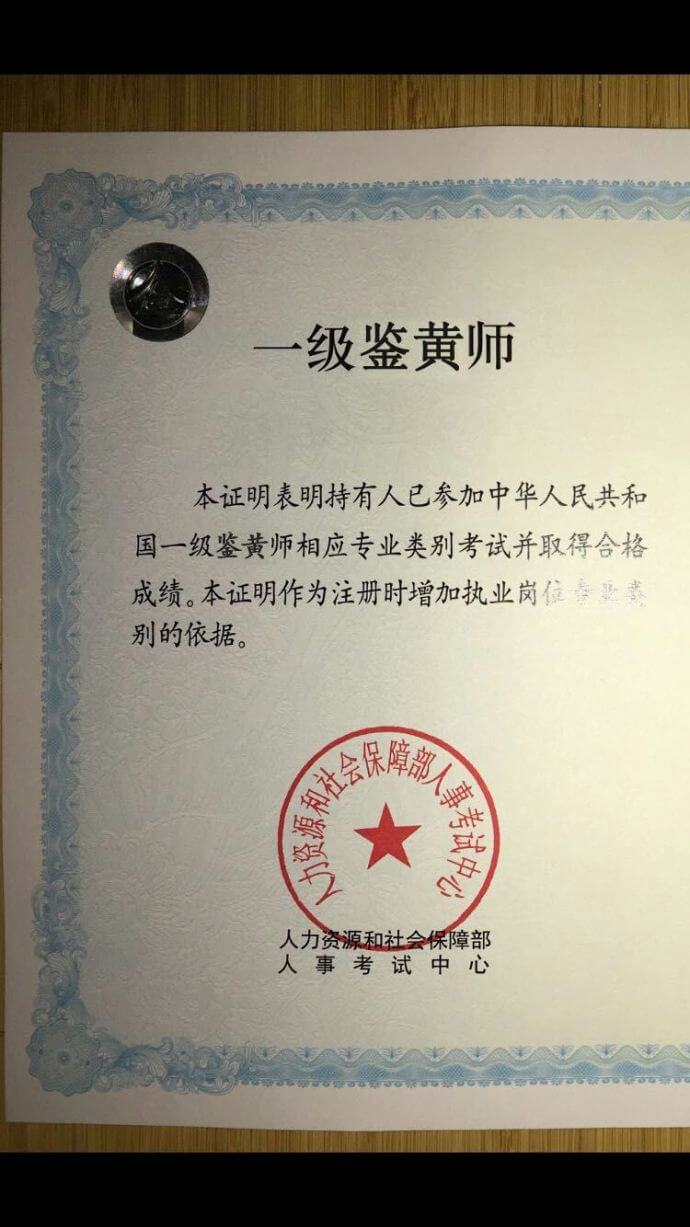 一级鉴黄师
本证明表明持有人已参加中华人民共和
国一级鉴黄师相应专业类别考试并取得合格
成绩。本证明作为注册时增加执业岗位专业类
别的依据。
人力资源和社会保障部人事考试中心
人力资源和社会保障部
人事考试中心